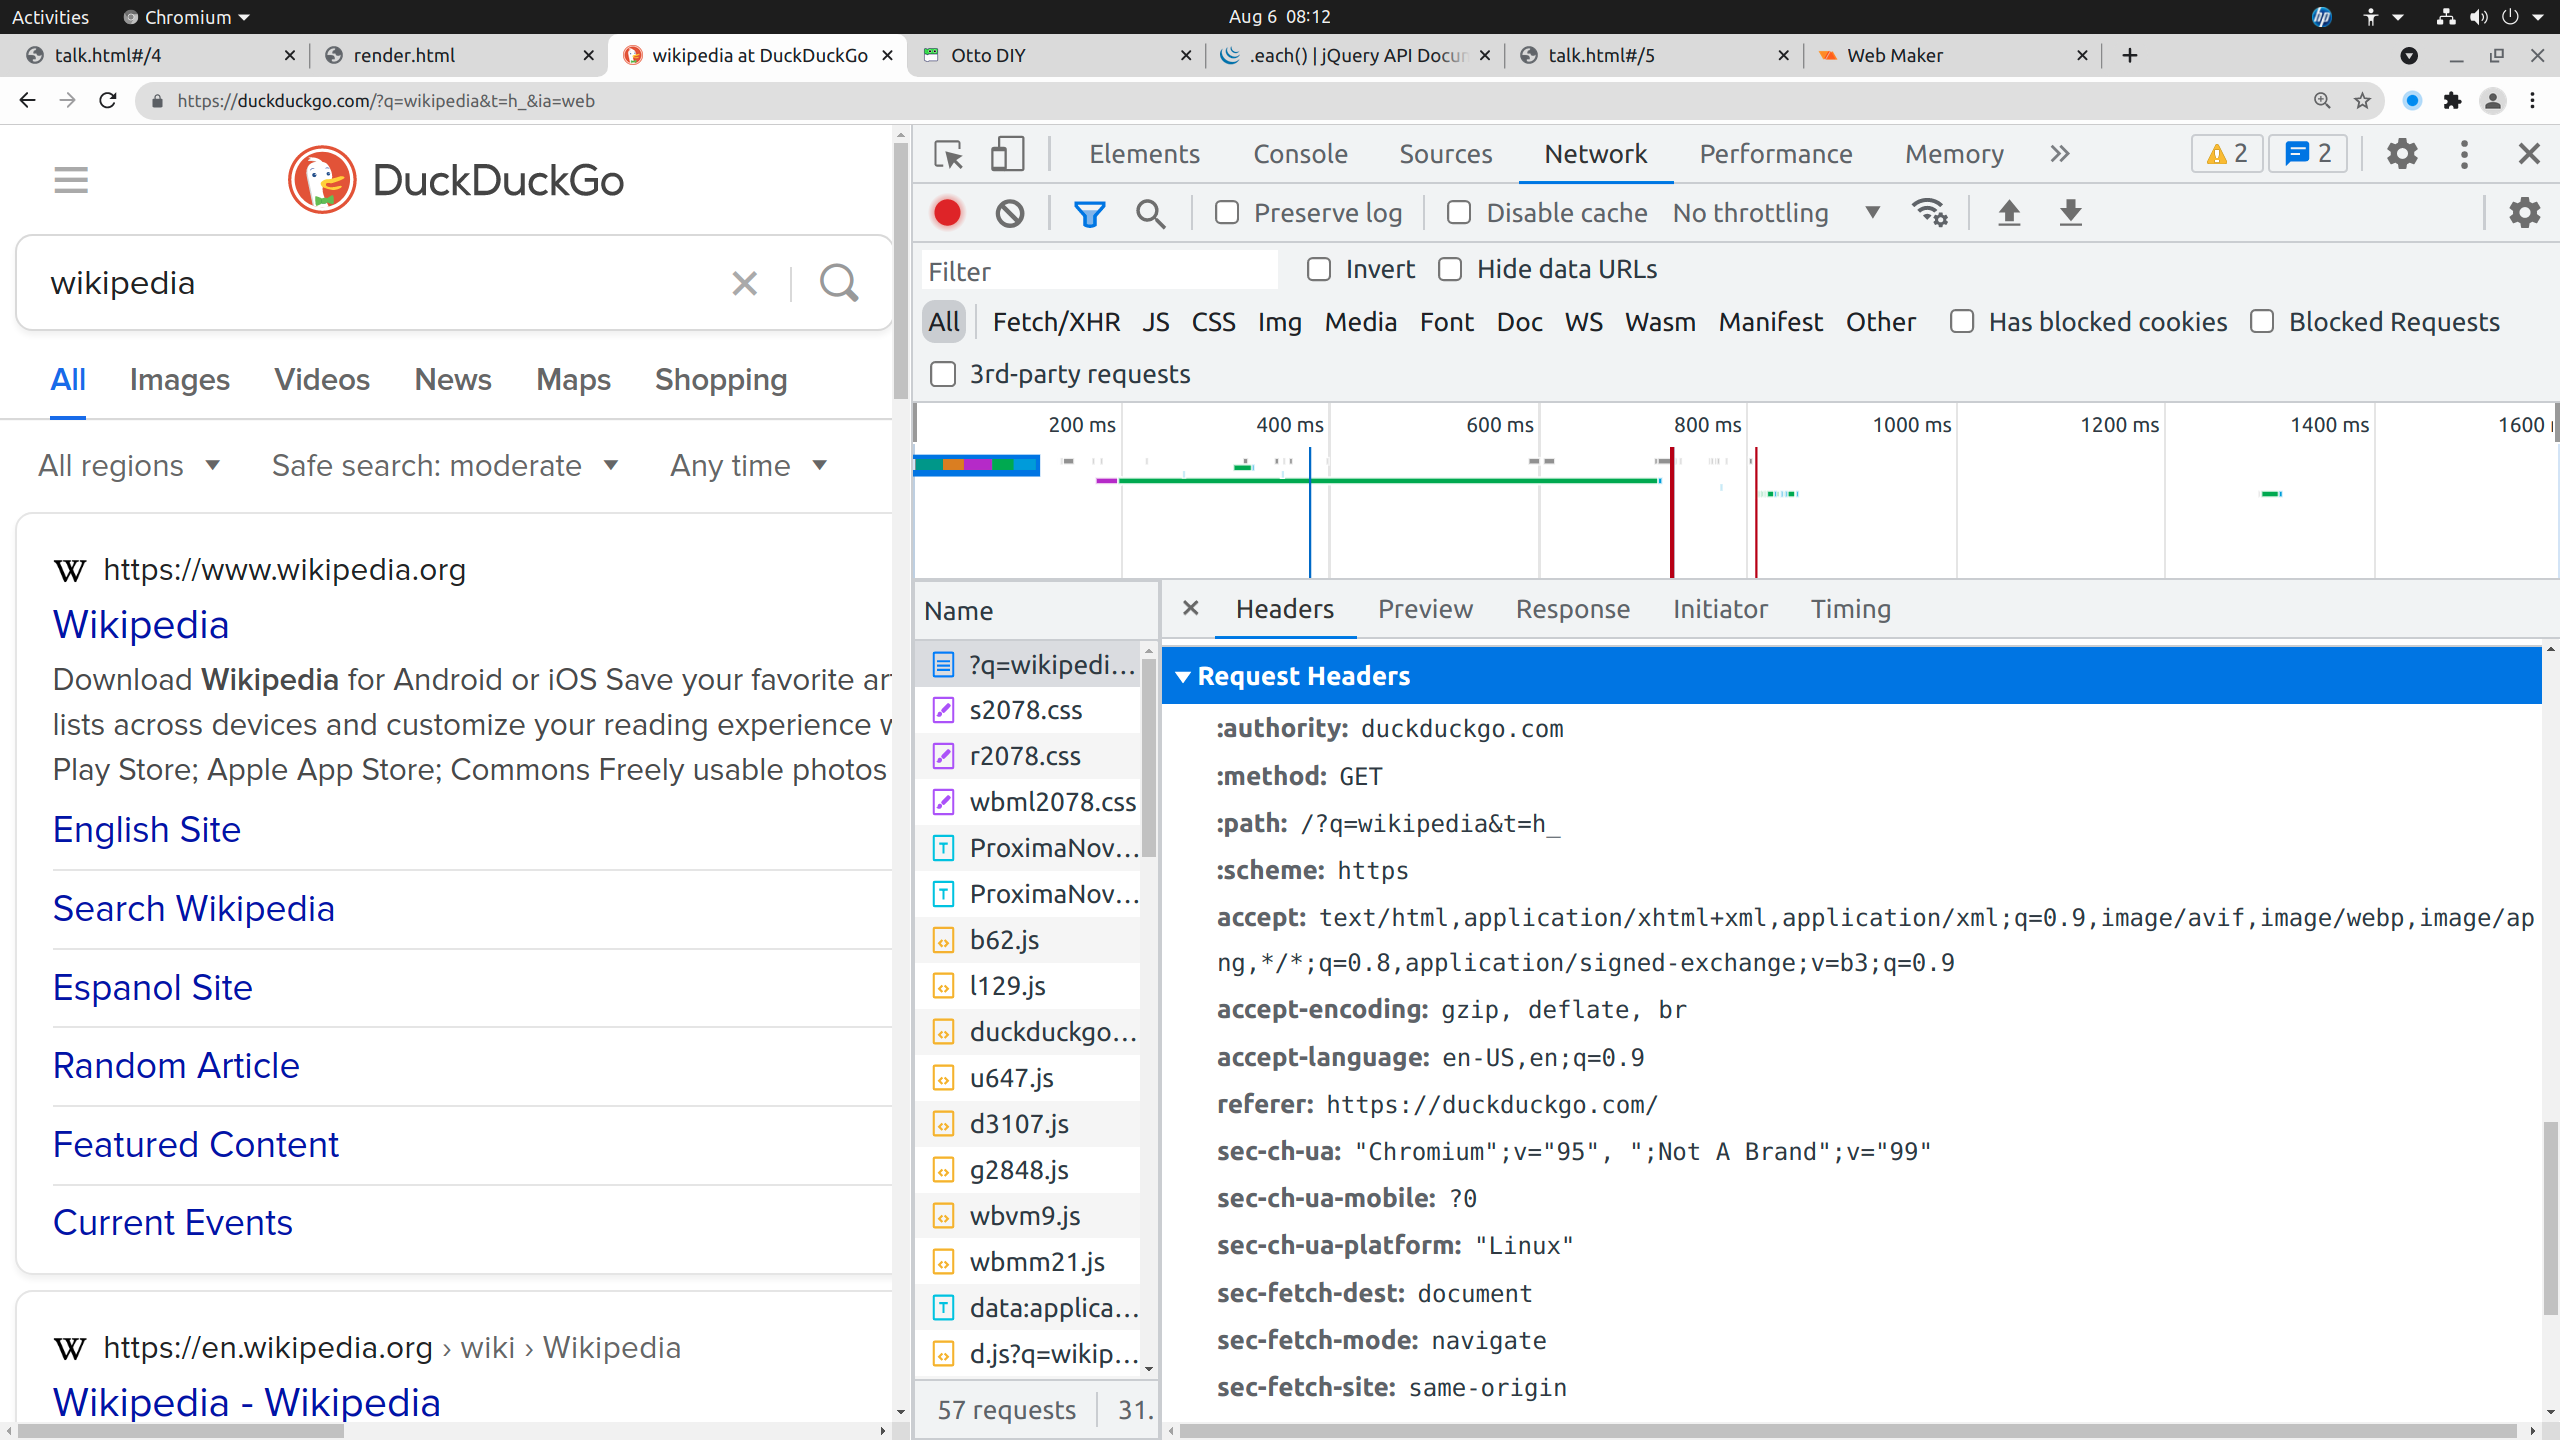 Activities
Chromium
Aug 6 08:12
hp
talk.html#/4
render.html
wikipedia at DuckDuckGo
Otto DIY
.each() | jQuery API Docum
talk.html#/5
Web Maker
https://duckduckgo.com/?q=wikipedia&t=h_&ia=web
DuckDuckGo
wikipedia
All Images Videos News Maps Shopping
All regions Safe search: moderate Any time
W https://www.wikipedia.org
Wikipedia
Download Wikipedia for Android or iOS Save your favorite ar
lists across devices and customize your reading experience w
Play Store; Apple App Store; Commons Freely usable photos
English Site
Search Wikipedia
Espanol Site
Random Article
Featured Content
Current Events
W https://en.wikipedia.org › wiki › Wikipedia
Wikipedia - Wikipedia
Elements Console Sources Network Performance Memory 2 2
Preserve log Disable cache No throttling
Filter Invert Hide data URLs
All Fetch/XHR JS CSS Img Media Font Doc WS Wasm Manifest Other Has blocked cookies Blocked Requests
3rd-party requests
200 ms 400 ms 600 ms 800 ms 1000 ms 1200 ms 1400 ms 1600
Name
?q=wikipedi...
s2078.css
r2078.css
wbml2078.css
ProximaNov...
ProximaNov...
b62.js
l129.js
duckduckgo...
u647.js
d3107.js
g2848.js
wbvm9.js
wbmm21.js
data:applica...
d.js?q=wikip...
57 requests 31.
Headers Preview Response Initiator Timing
Request Headers
:authority: duckduckgo.com
:method: GET
:path: /?q=wikipedia&t=h_
:scheme: https
accept: text/html,application/xhtml+xml,application/xml;q=0.9,image/avif,image/webp,image/ap
ng,*/*;q=0.8,application/signed-exchange;v=b3;q=0.9
accept-encoding: gzip, deflate, br
accept-language: en-US,en;q=0.9
referer: https://duckduckgo.com/
sec-ch-ua: "Chromium";v="95", ";Not A Brand";v="99"
sec-ch-ua-mobile: ?0
sec-ch-ua-platform: "Linux"
sec-fetch-dest: document
sec-fetch-mode: navigate
sec-fetch-site: same-origin